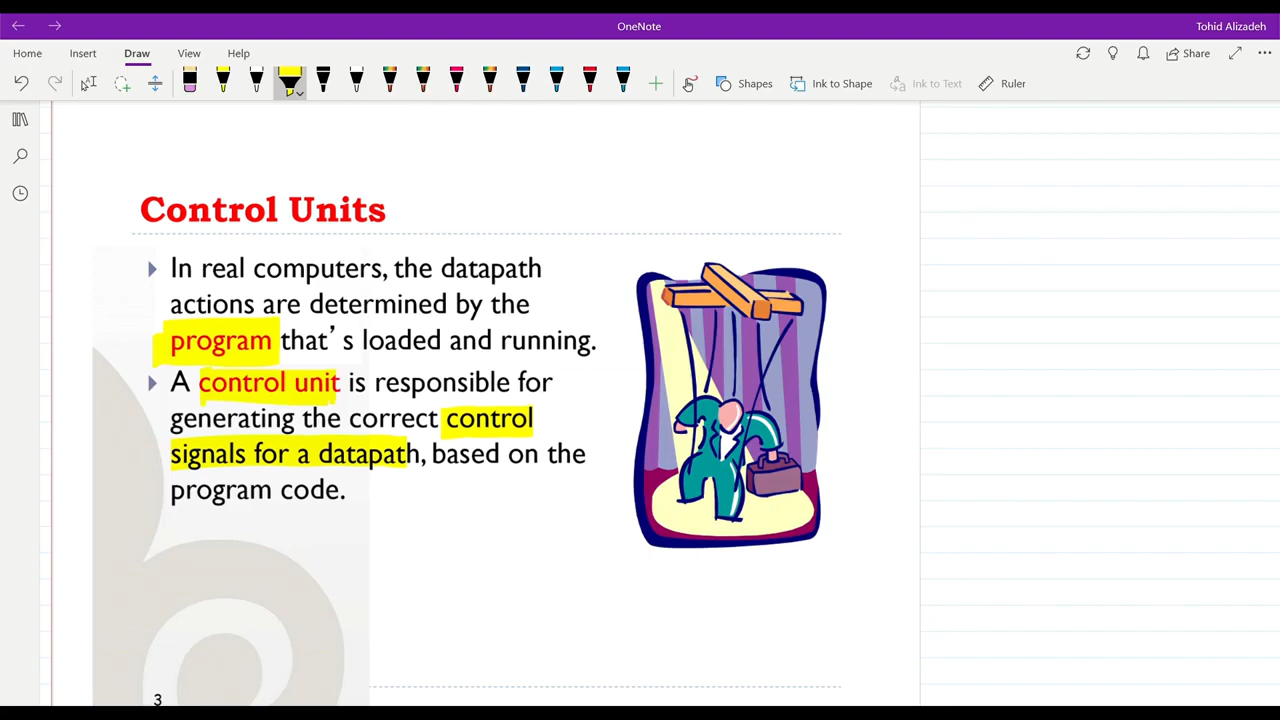 OneNote
Tohid Alizadeh
Home Insert Draw View Help
Share
Shapes Ink to Shape Ink to Text Ruler
Control Units
In real computers, the datapath
actions are determined by the
program that’s loaded and running.
A control unit is responsible for
generating the correct control
signals for a datapath, based on the
program code.
3